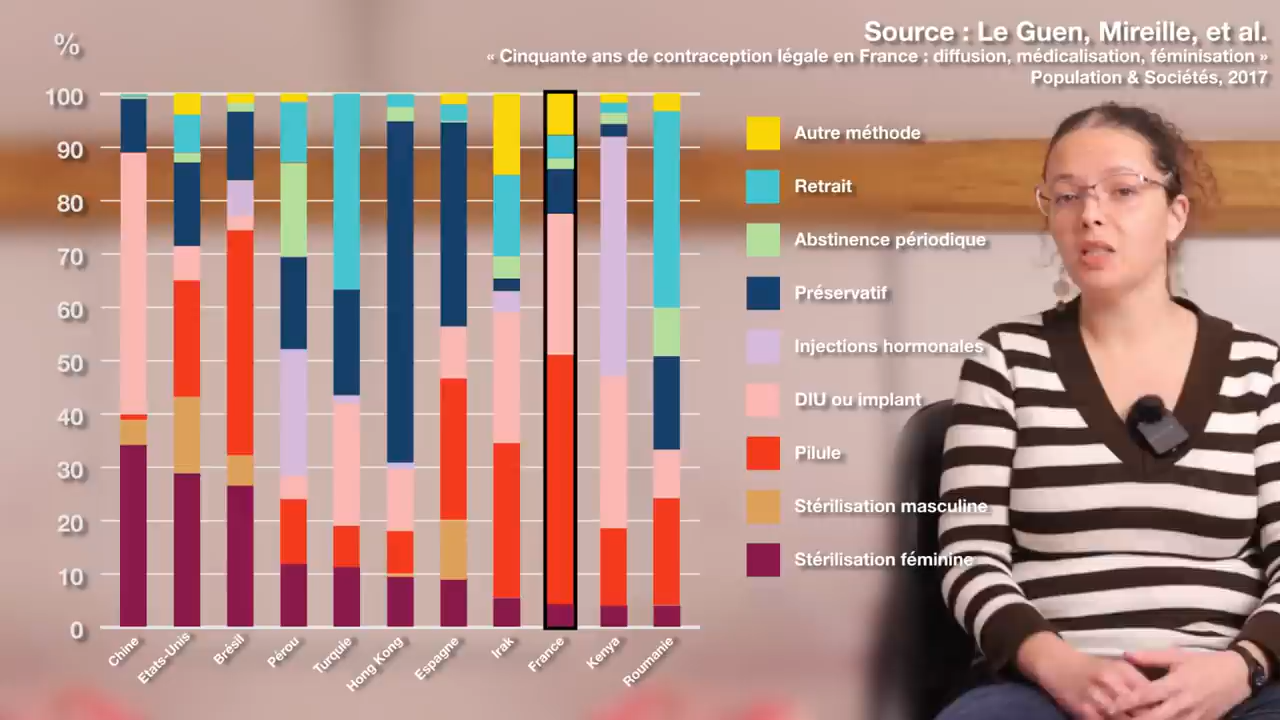 %
Source : Le Guen, Mireille, et al.
« Cinquante ans de contraception légale en France : diffusion, médicalisation, féminisation »
Population & Sociétés, 2017
100
90
80
70
60
50
40
30
20
10
0
Chine
Etats-Unis
Brésil
Pérou
Turquie
Hong Kong
Espagne
Irak
France
Kenya
Roumanie
Autre méthode
Retrait
Abstinence périodique
Préservatif
Injections hormonales
DIU ou implant
Pilule
Stérilisation masculine
Stérilisation féminine